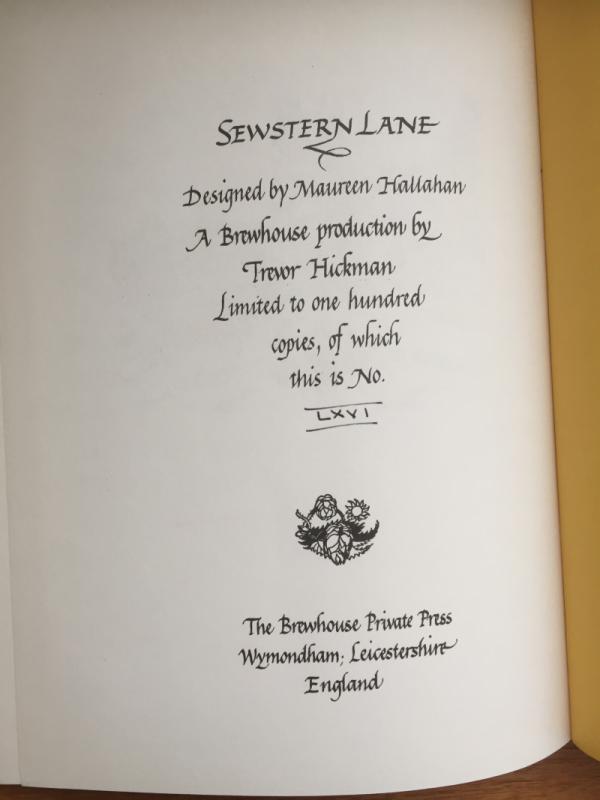 SEWSTERN LANE
Designed by Maureen Hallahan
A Brewhouse production by
Trevor Hickman
Limited to one hundred
copies, of which
this is No.
LXVI
The Brewhouse Private Press
Wymondham; Leicestershire
England